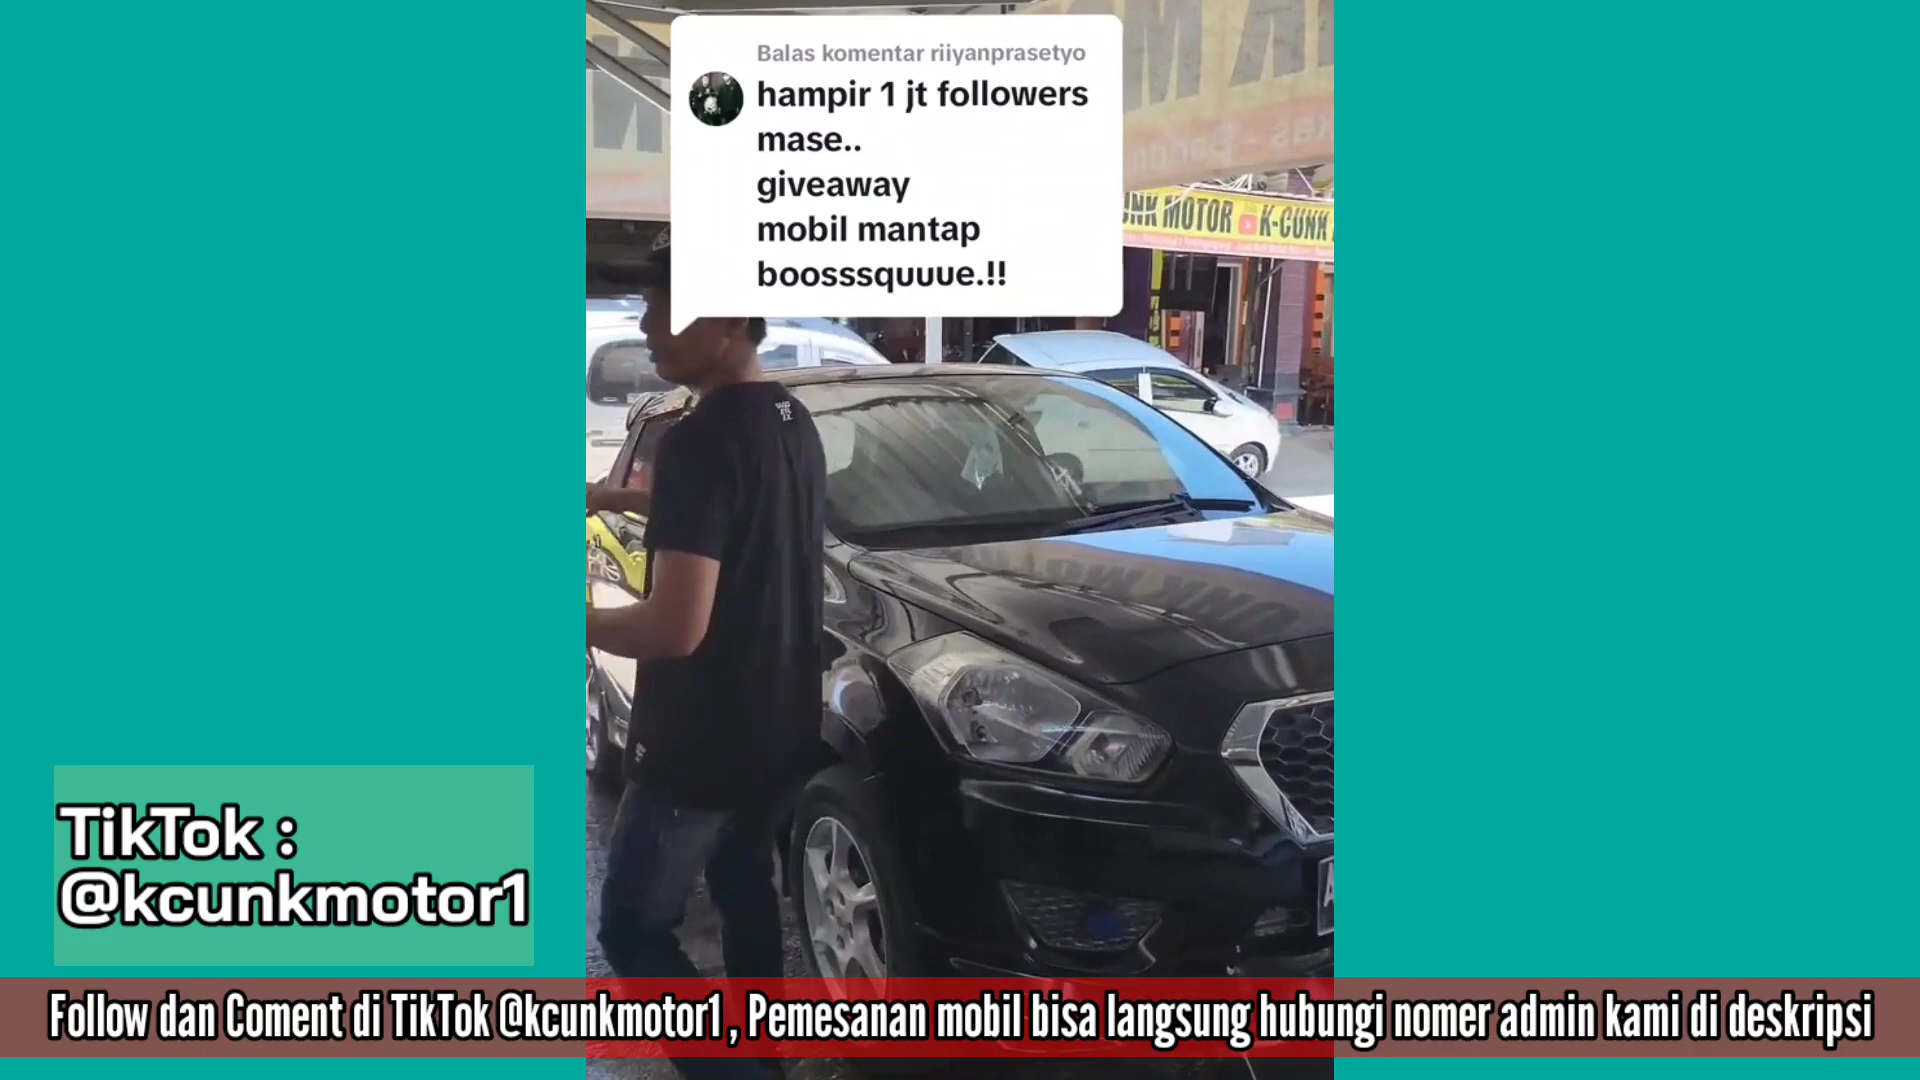 Balas komentar riiyanprasetyo
hampir 1 jt followers
mase..
giveaway
mobil mantap
boosssquuue.!!
MOTOR
K-CUNK
TikTok :
@kcunkmotor1
Follow dan Coment di TikTok @kcunkmotor1 , Pemesanan mobil bisa langsung hubungi nomer admin kami di deskripsi